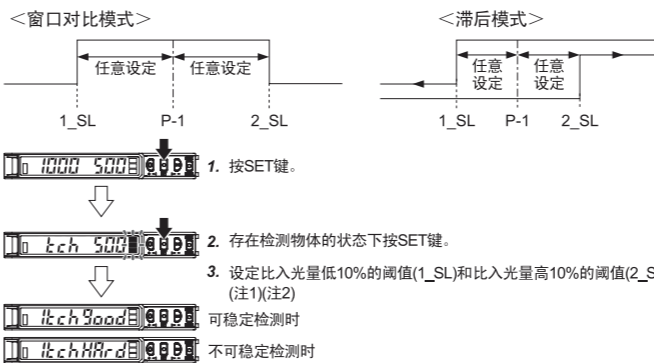 ＜窗口对比模式＞
＜滞后模式＞
任意设定 任意设定
任意设定 任意设定
1_SL P-1 2_SL
1_SL P-1 2_SL
1000 500
1. 按SET键。
tch 500
2. 存在检测物体的状态下按SET键。
3. 设定比入光量低10%的阈值(1_SL)和比入光量高10%的阈值(2_S
(注1)(注2)
1tch9ood
可稳定检测时
1tchHArd
不可稳定检测时